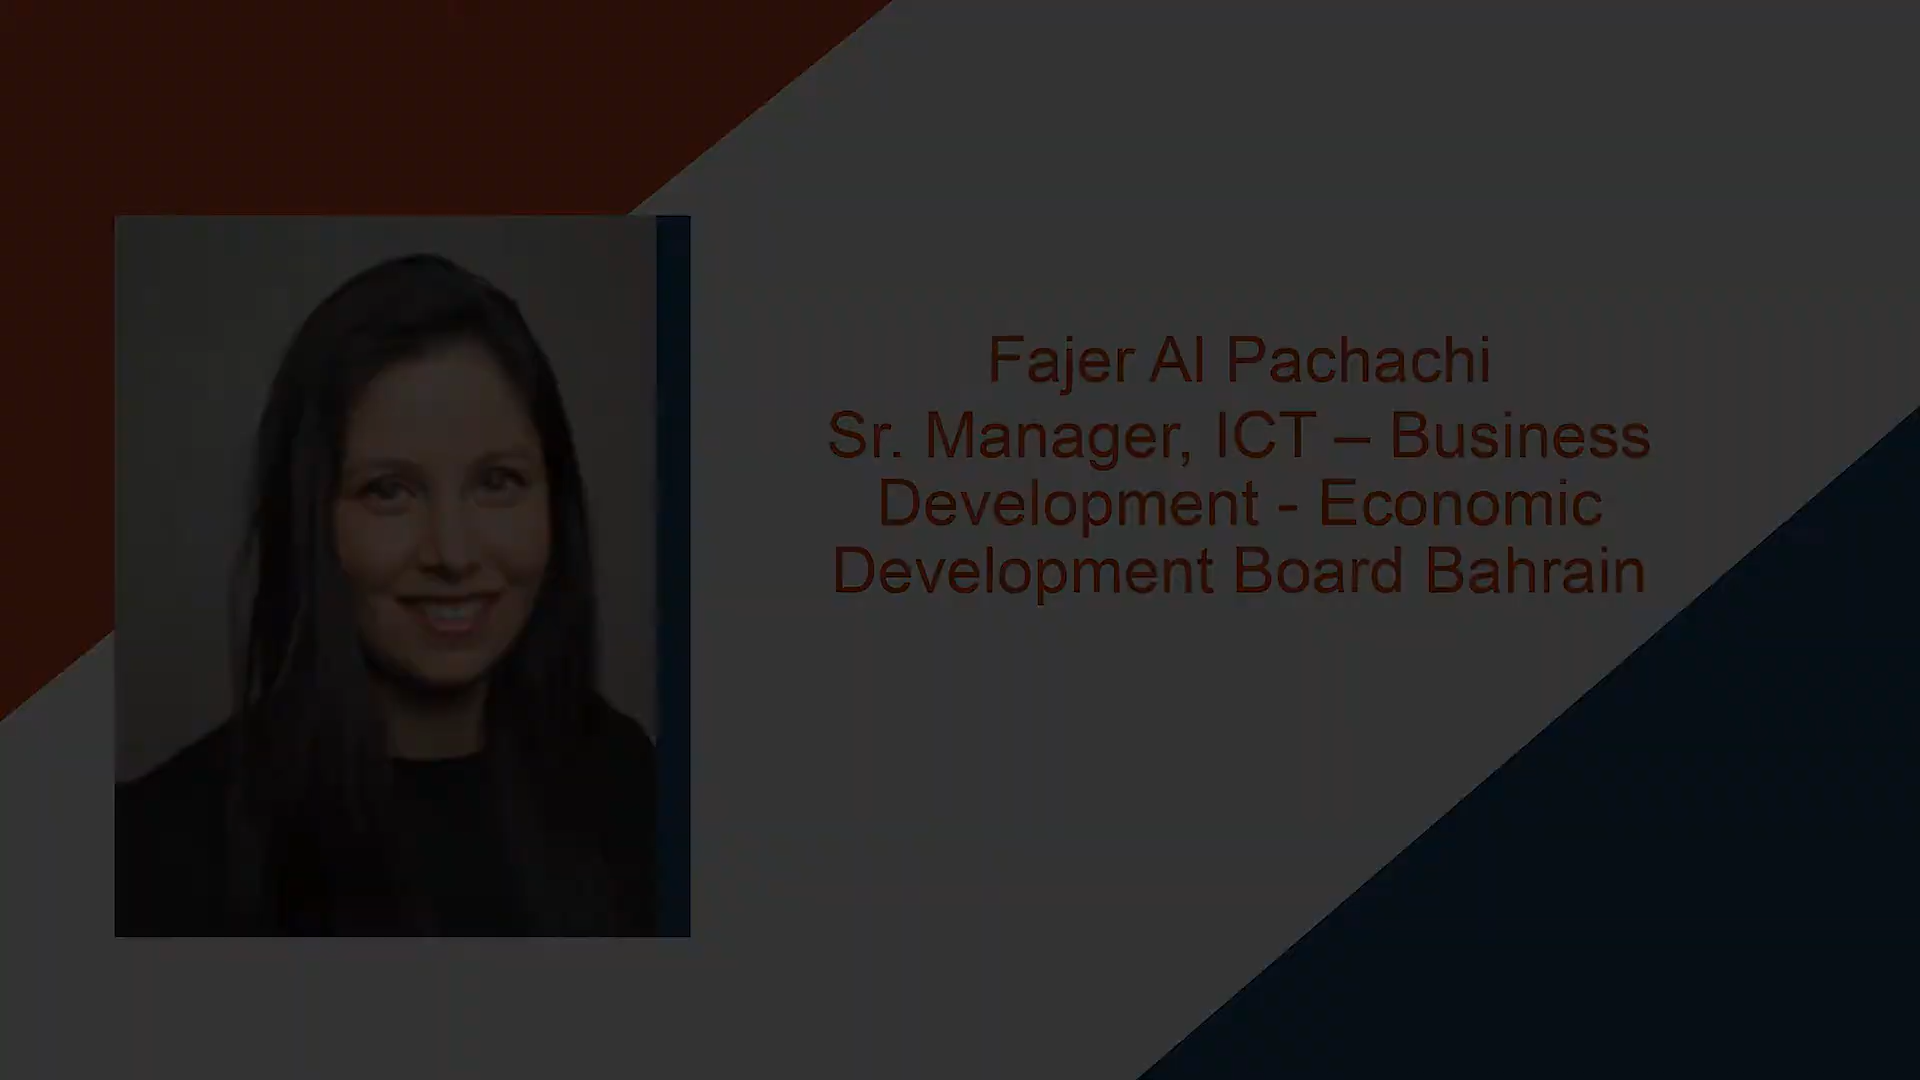 Fajer Al Pachachi
Sr. Manager, ICT – Business
Development - Economic
Development Board Bahrain